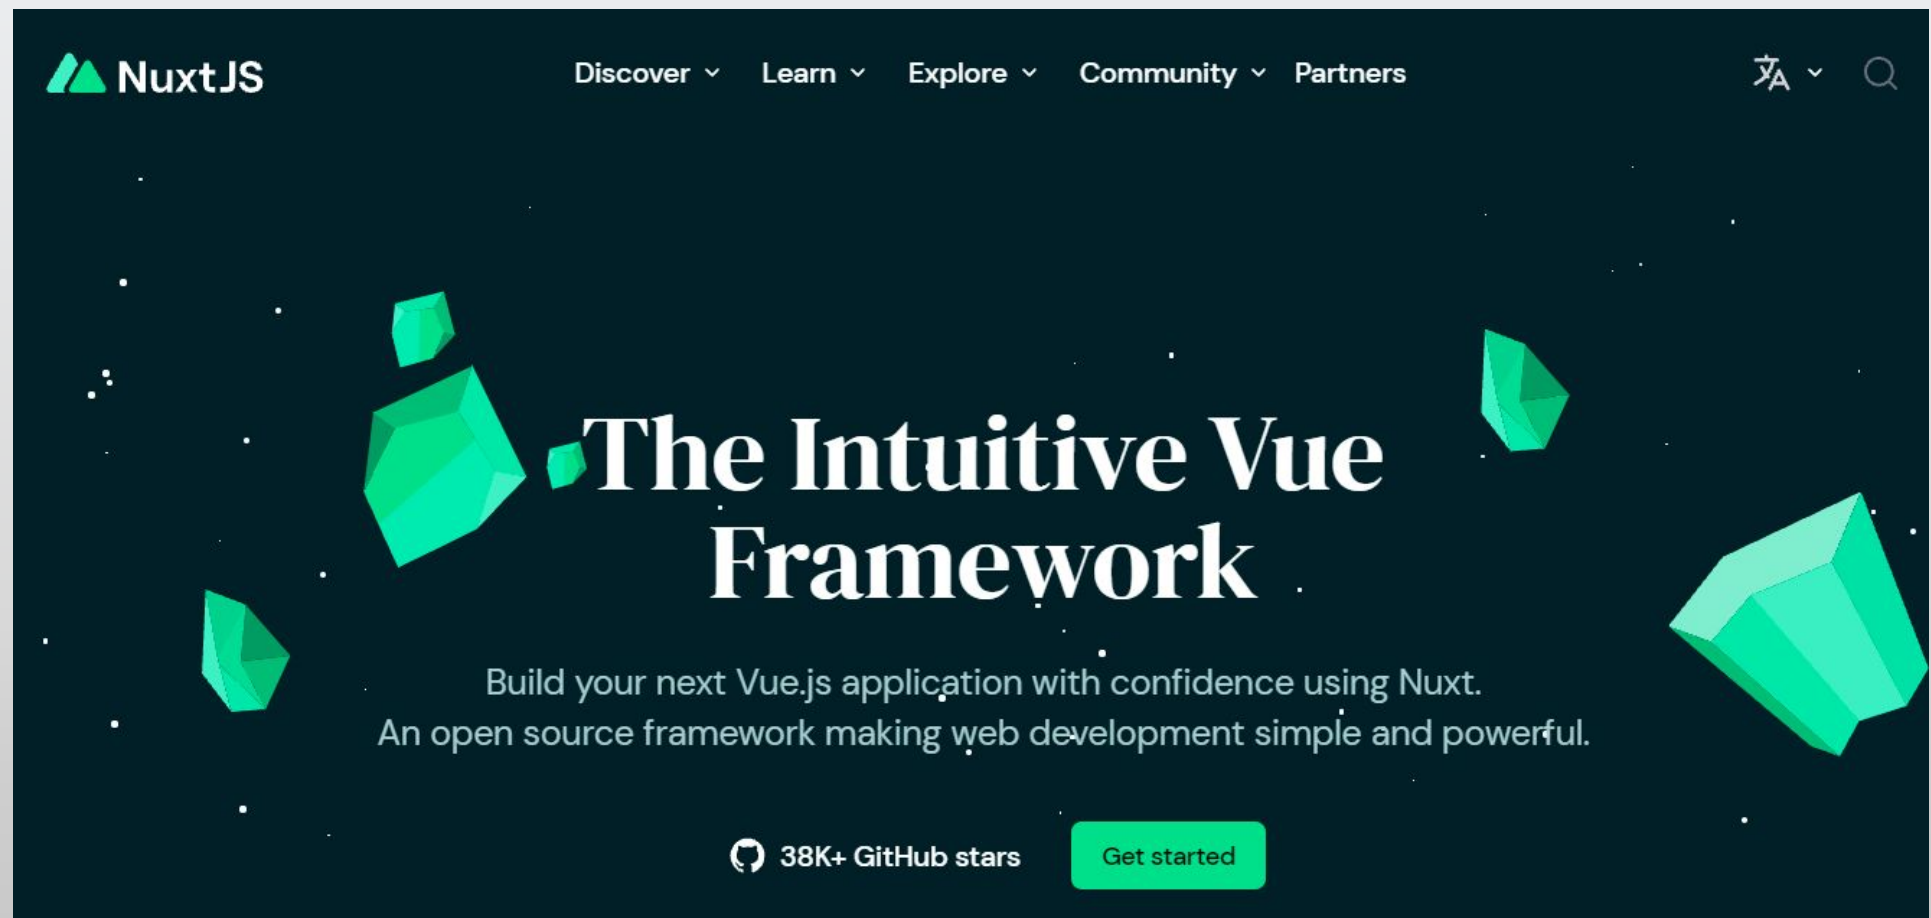 NuxtJS
Discover
Learn
Explore
Community
Partners
The Intuitive Vue
Framework
Build your next Vue.js application with confidence using Nuxt.
An open source framework making web development simple and powerful.
38K+ GitHub stars
Get started